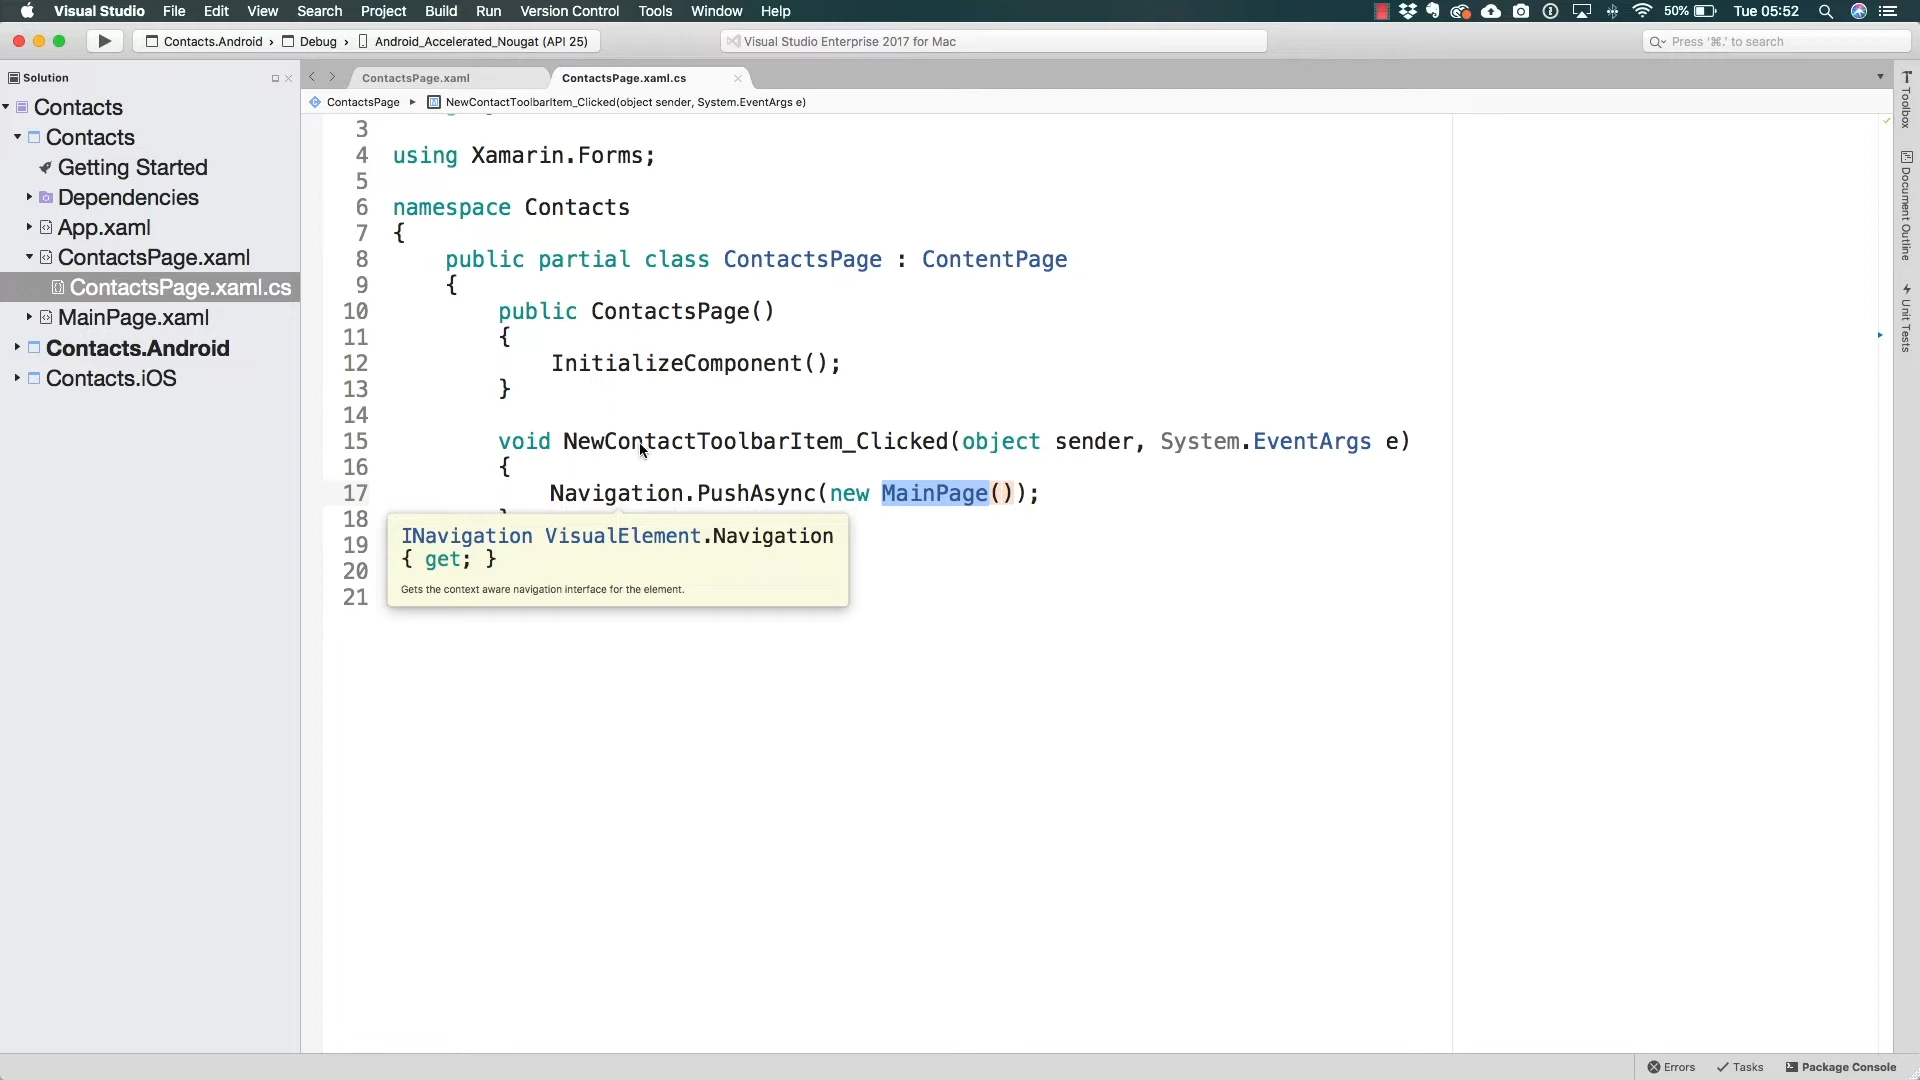 Visual Studio File Edit View Search Project Build Run Version Control Tools Window Help 50% Tue 05:52
Contacts.Android › Debug › Android_Accelerated_Nougat (API 25) Visual Studio Enterprise 2017 for Mac Press '⌘.' to search
Solution
Contacts
Contacts
Getting Started
Dependencies
App.xaml
ContactsPage.xaml
ContactsPage.xaml.cs
MainPage.xaml
Contacts.Android
Contacts.iOS
ContactsPage.xaml ContactsPage.xaml.cs
ContactsPage NewContactToolbarItem_Clicked(object sender, System.EventArgs e)
3
4 using Xamarin.Forms;
5
6 namespace Contacts
7 {
8 public partial class ContactsPage : ContentPage
9 {
10 public ContactsPage()
11 {
12 InitializeComponent();
13 }
14
15 void NewContactToolbarItem_Clicked(object sender, System.EventArgs e)
16 {
17 Navigation.PushAsync(new MainPage());
18
19
20
21
INavigation VisualElement.Navigation
{ get; }
Gets the context aware navigation interface for the element.
Toolbox
Document Outline
Unit Tests
Errors Tasks Package Console